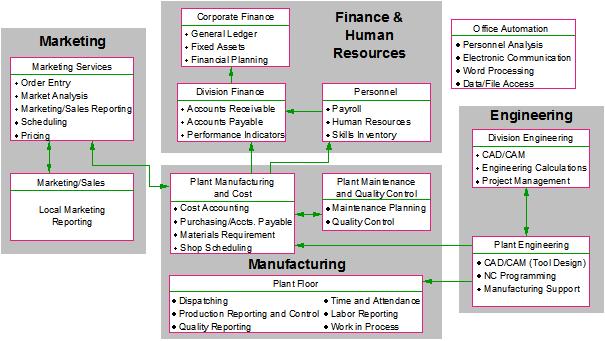 Marketing
Marketing Services
Order Entry
Market Analysis
Marketing/Sales Reporting
Scheduling
Pricing
Marketing/Sales
Local Marketing
Reporting
Finance &
Human
Resources
Corporate Finance
General Ledger
Fixed Assets
Financial Planning
Division Finance
Accounts Receivable
Accounts Payable
Performance Indicators
Personnel
Payroll
Human Resources
Skills Inventory
Office Automation
Personnel Analysis
Electronic Communication
Word Processing
Data/File Access
Engineering
Division Engineering
CAD/CAM
Engineering Calculations
Project Management
Plant Engineering
CAD/CAM (Tool Design)
NC Programming
Manufacturing Support
Plant Manufacturing
and Cost
Cost Accounting
Purchasing/Accts. Payable
Materials Requirement
Shop Scheduling
Plant Maintenance
and Quality Control
Maintenance Planning
Quality Control
Manufacturing
Plant Floor
Dispatching
Production Reporting and Control
Quality Reporting
Time and Attendance
Labor Reporting
Work in Process